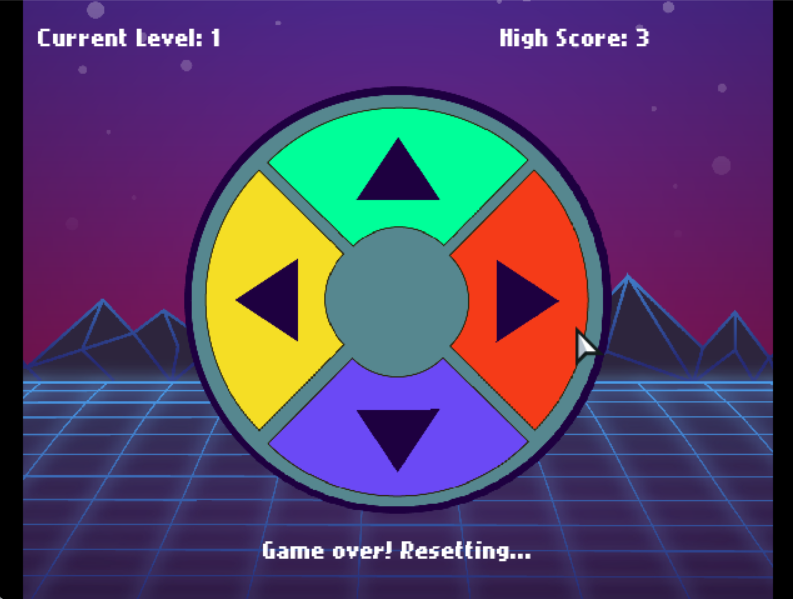 Current Level: 1
High Score: 3
Game over! Resetting...